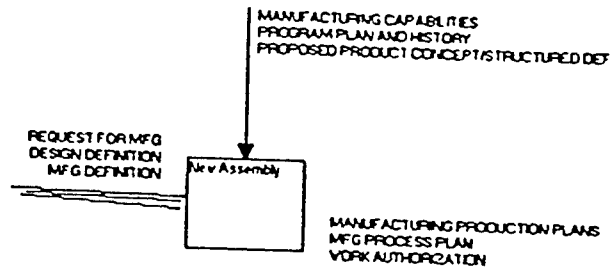 MANUFACTURING CAPABILITIES
PROGRAM PLAN AND HISTORY
PROPOSED PRODUCT CONCEPT/STRUCTURED DEF
REQUEST FOR MFG
DESIGN DEFINITION
MFG DEFINITION
New Assembly
MANUFACTURING PRODUCTION PLANS
MFG PROCESS PLAN
WORK AUTHORIZATION